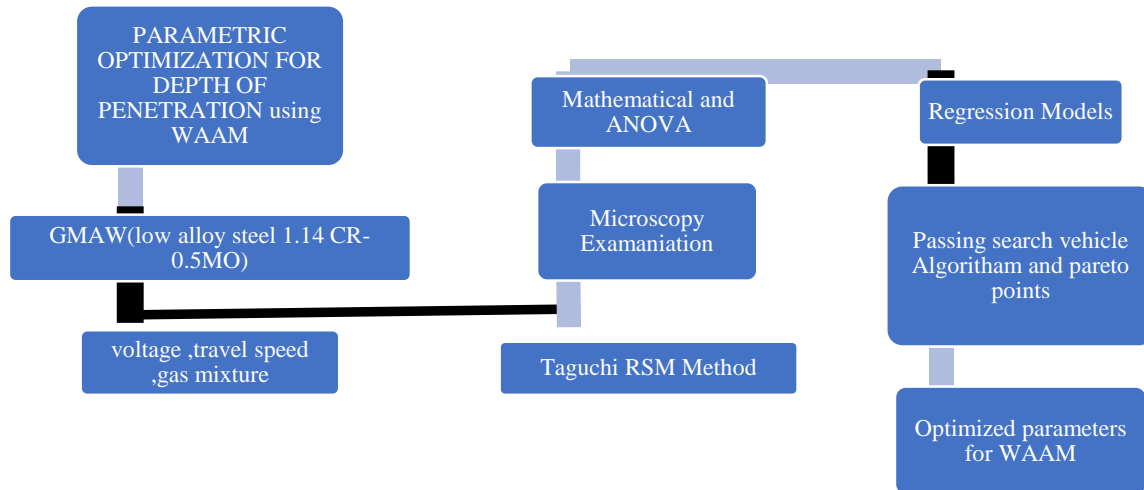 PARAMETRIC
OPTIMIZATION FOR
DEPTH OF
PENETRATION using
WAAM
GMAW(low alloy steel 1.14 CR-
0.5MO)
voltage ,travel speed
,gas mixture
Taguchi RSM Method
Microscopy
Examaniation
Mathematical and
ANOVA
Regression Models
Passing search vehicle
Algoritham and pareto
points
Optimized parameters
for WAAM